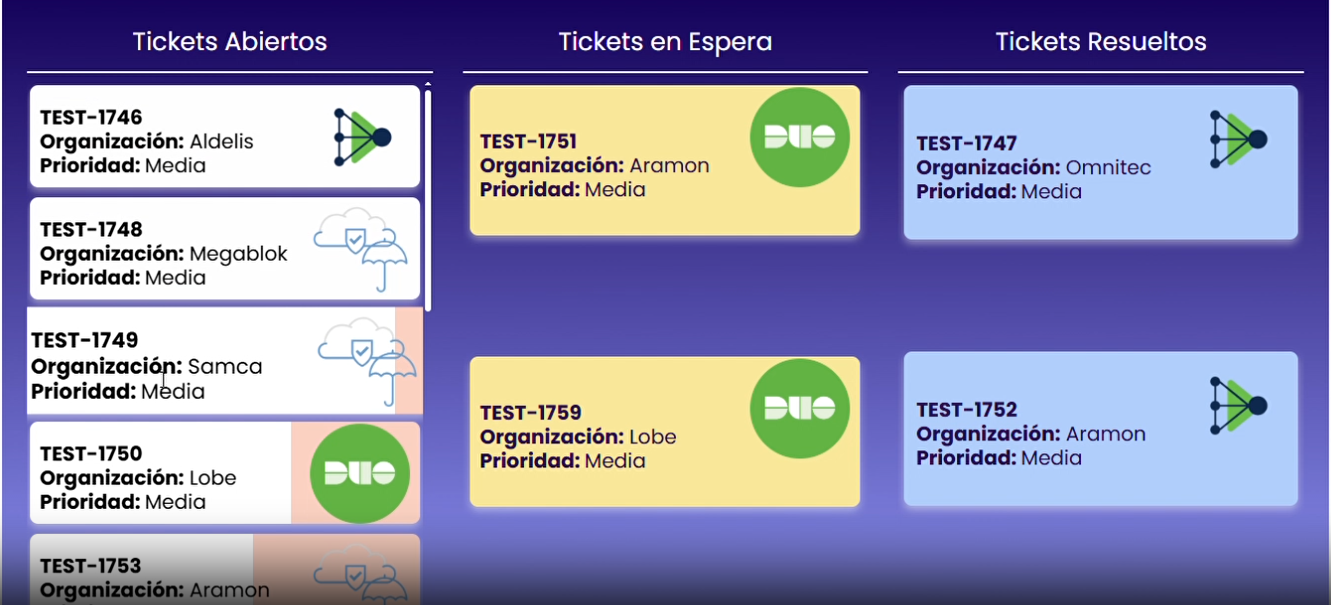 Tickets Abiertos
TEST-1746
Organización: Aldelis
Prioridad: Media
TEST-1748
Organización: Megablok
Prioridad: Media
TEST-1749
Organización: Samca
Prioridad: Media
TEST-1750
Organización: Lobe
Prioridad: Media
DUO
TEST-1753
Organización: Aramon
Tickets en Espera
TEST-1751
Organización: Aramon
Prioridad: Media
DUO
TEST-1759
Organización: Lobe
Prioridad: Media
DUO
Tickets Resueltos
TEST-1747
Organización: Omnitec
Prioridad: Media
TEST-1752
Organización: Aramon
Prioridad: Media